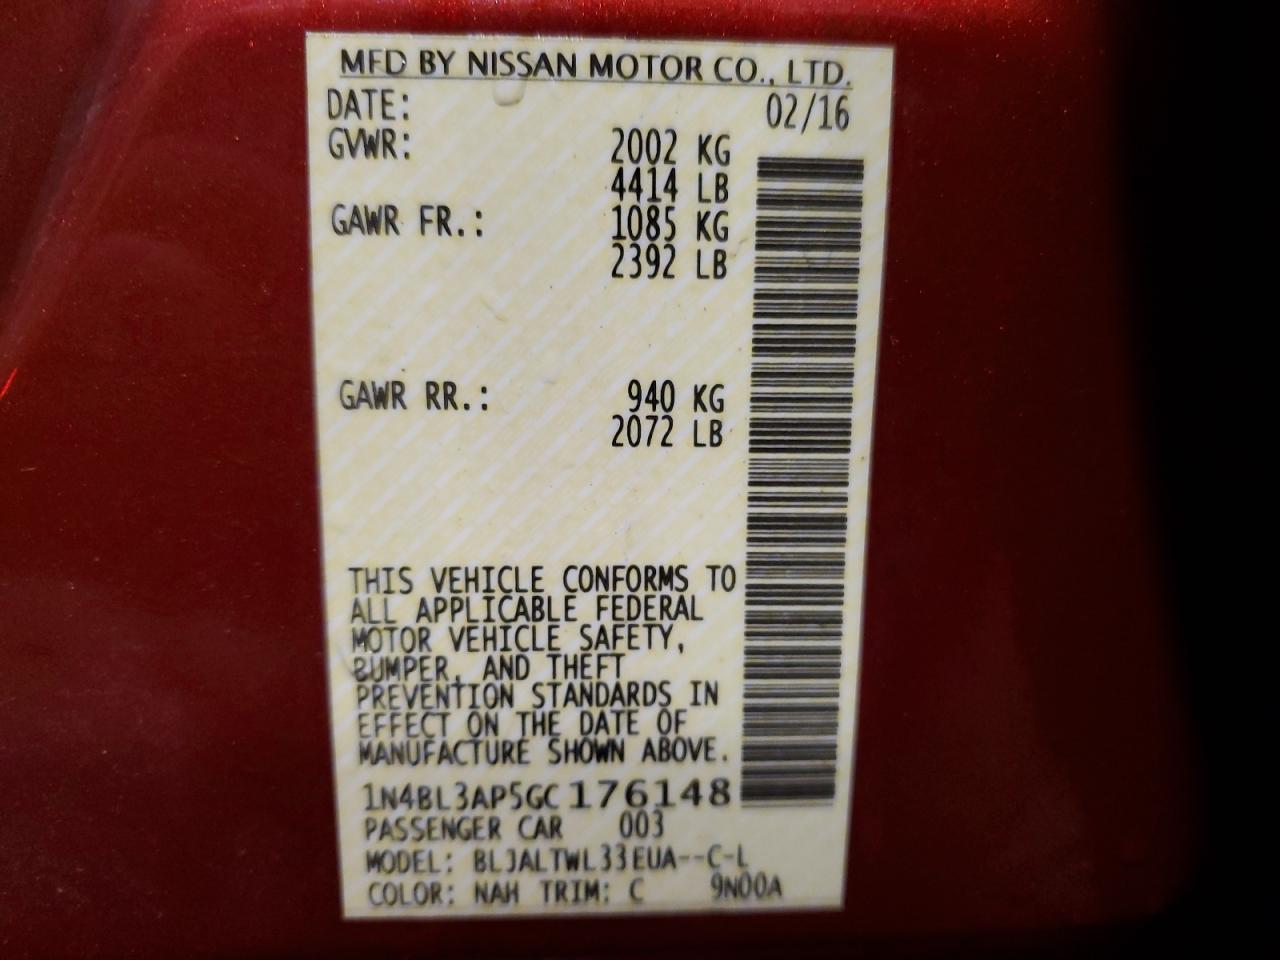 MFD BY NISSAN MOTOR CO., LTD.
DATE: 02/16
GVWR: 2002 KG
4414 LB
GAWR FR.: 1085 KG
2392 LB
GAWR RR.: 940 KG
2072 LB
THIS VEHICLE CONFORMS TO
ALL APPLICABLE FEDERAL
MOTOR VEHICLE SAFETY,
BUMPER, AND THEFT
PREVENTION STANDARDS IN
EFFECT ON THE DATE OF
MANUFACTURE SHOWN ABOVE.
1N4BL3AP5GC176148
PASSENGER CAR 003
MODEL: BLJALTWL33EUA--C-L
COLOR: NAH TRIM: C 9N00A